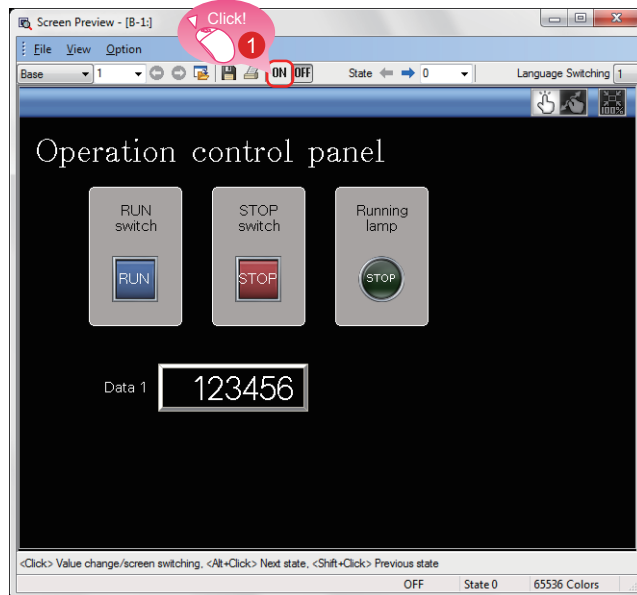 Screen Preview - [B-1:]
Click!
1
File View Option
Base 1 ON OFF State 0 Language Switching 1
100%
Operation control panel
RUN
switch
STOP
switch
Running
lamp
RUN
STOP
STOP
Data 1 123456
<Click> Value change/screen switching, <Alt+Click> Next state, <Shift+Click> Previous state
OFF State 0 65536 Colors